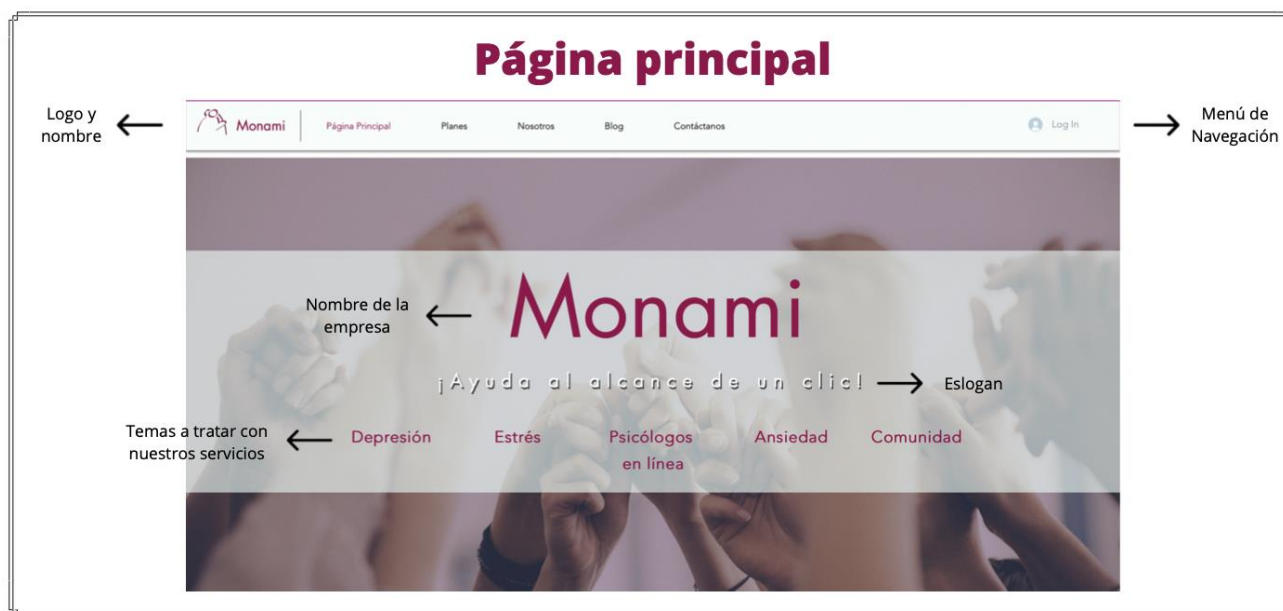 Página principal
Logo y
nombre
Monami
Página Principal
Planes
Nosotros
Blog
Contáctanos
Log In
Menú de
Navegación
Nombre de la
empresa
Monami
¡Ayuda al alcance de un clic!
Eslogan
Temas a tratar con
nuestros servicios
Depresión
Estrés
Psicólogos
en línea
Ansiedad
Comunidad